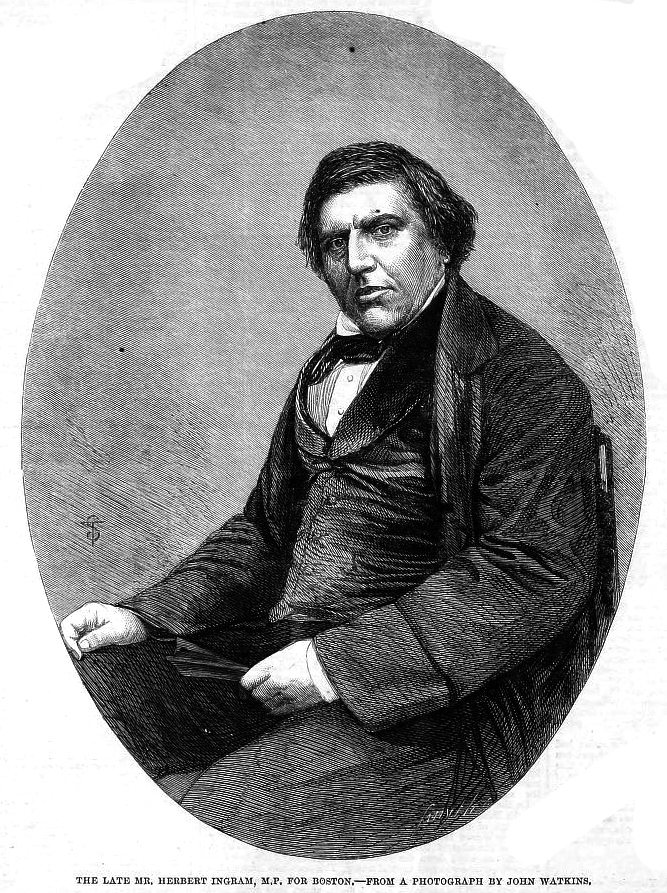 THE LATE MR. HERBERT INGRAM, M.P. FOR BOSTON.—FROM A PHOTOGRAPH BY JOHN WATKINS.